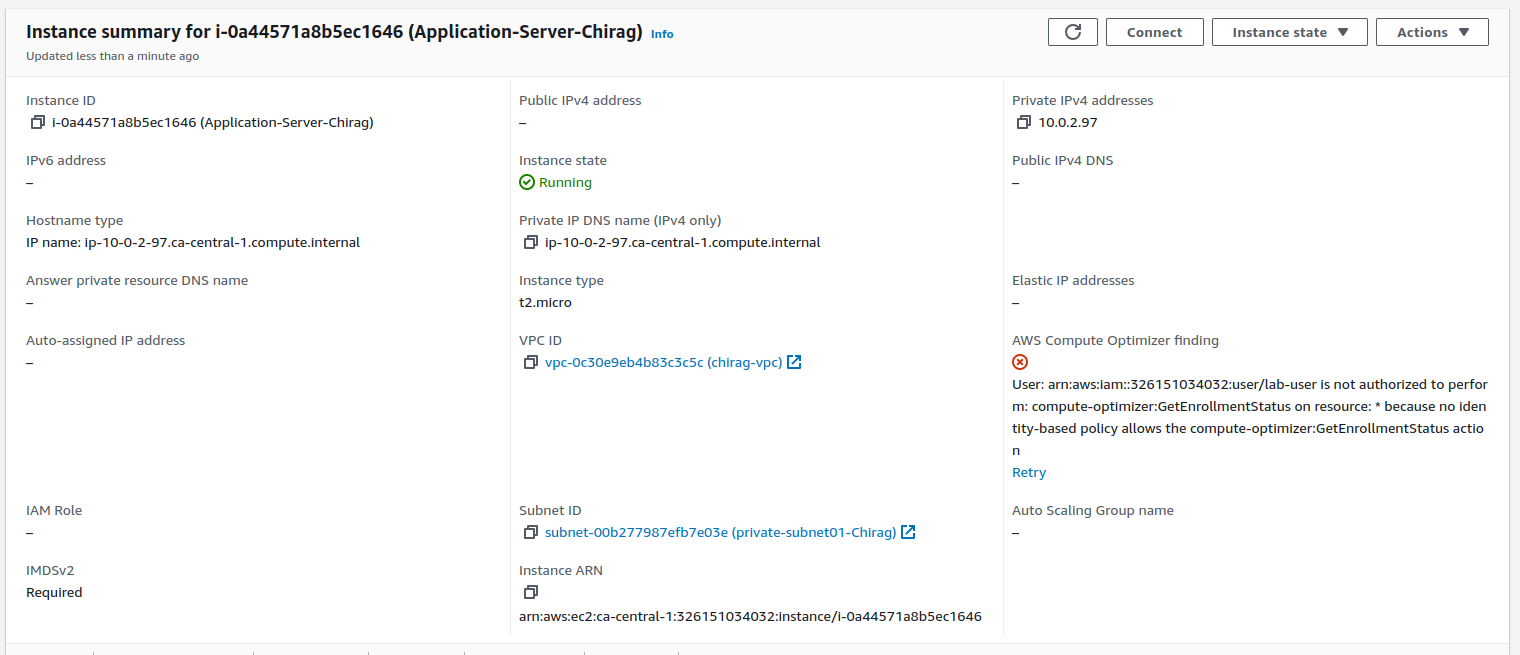 Instance summary for i-0a44571a8b5ec1646 (Application-Server-Chirag) Info
Updated less than a minute ago
Connect
Instance state
Actions
Instance ID
i-0a44571a8b5ec1646 (Application-Server-Chirag)
Public IPv4 address
–
Private IPv4 addresses
10.0.2.97
IPv6 address
–
Instance state
Running
Public IPv4 DNS
–
Hostname type
IP name: ip-10-0-2-97.ca-central-1.compute.internal
Private IP DNS name (IPv4 only)
ip-10-0-2-97.ca-central-1.compute.internal
Answer private resource DNS name
–
Instance type
t2.micro
Elastic IP addresses
–
Auto-assigned IP address
–
VPC ID
vpc-0c30e9eb4b83c3c5c (chirag-vpc)
AWS Compute Optimizer finding
User: arn:aws:iam::326151034032:user/lab-user is not authorized to perfor
m: compute-optimizer:GetEnrollmentStatus on resource: * because no iden
tity-based policy allows the compute-optimizer:GetEnrollmentStatus actio
n
Retry
IAM Role
–
Subnet ID
subnet-00b277987efb7e03e (private-subnet01-Chirag)
Auto Scaling Group name
–
IMDSv2
Required
Instance ARN
arn:aws:ec2:ca-central-1:326151034032:instance/i-0a44571a8b5ec1646